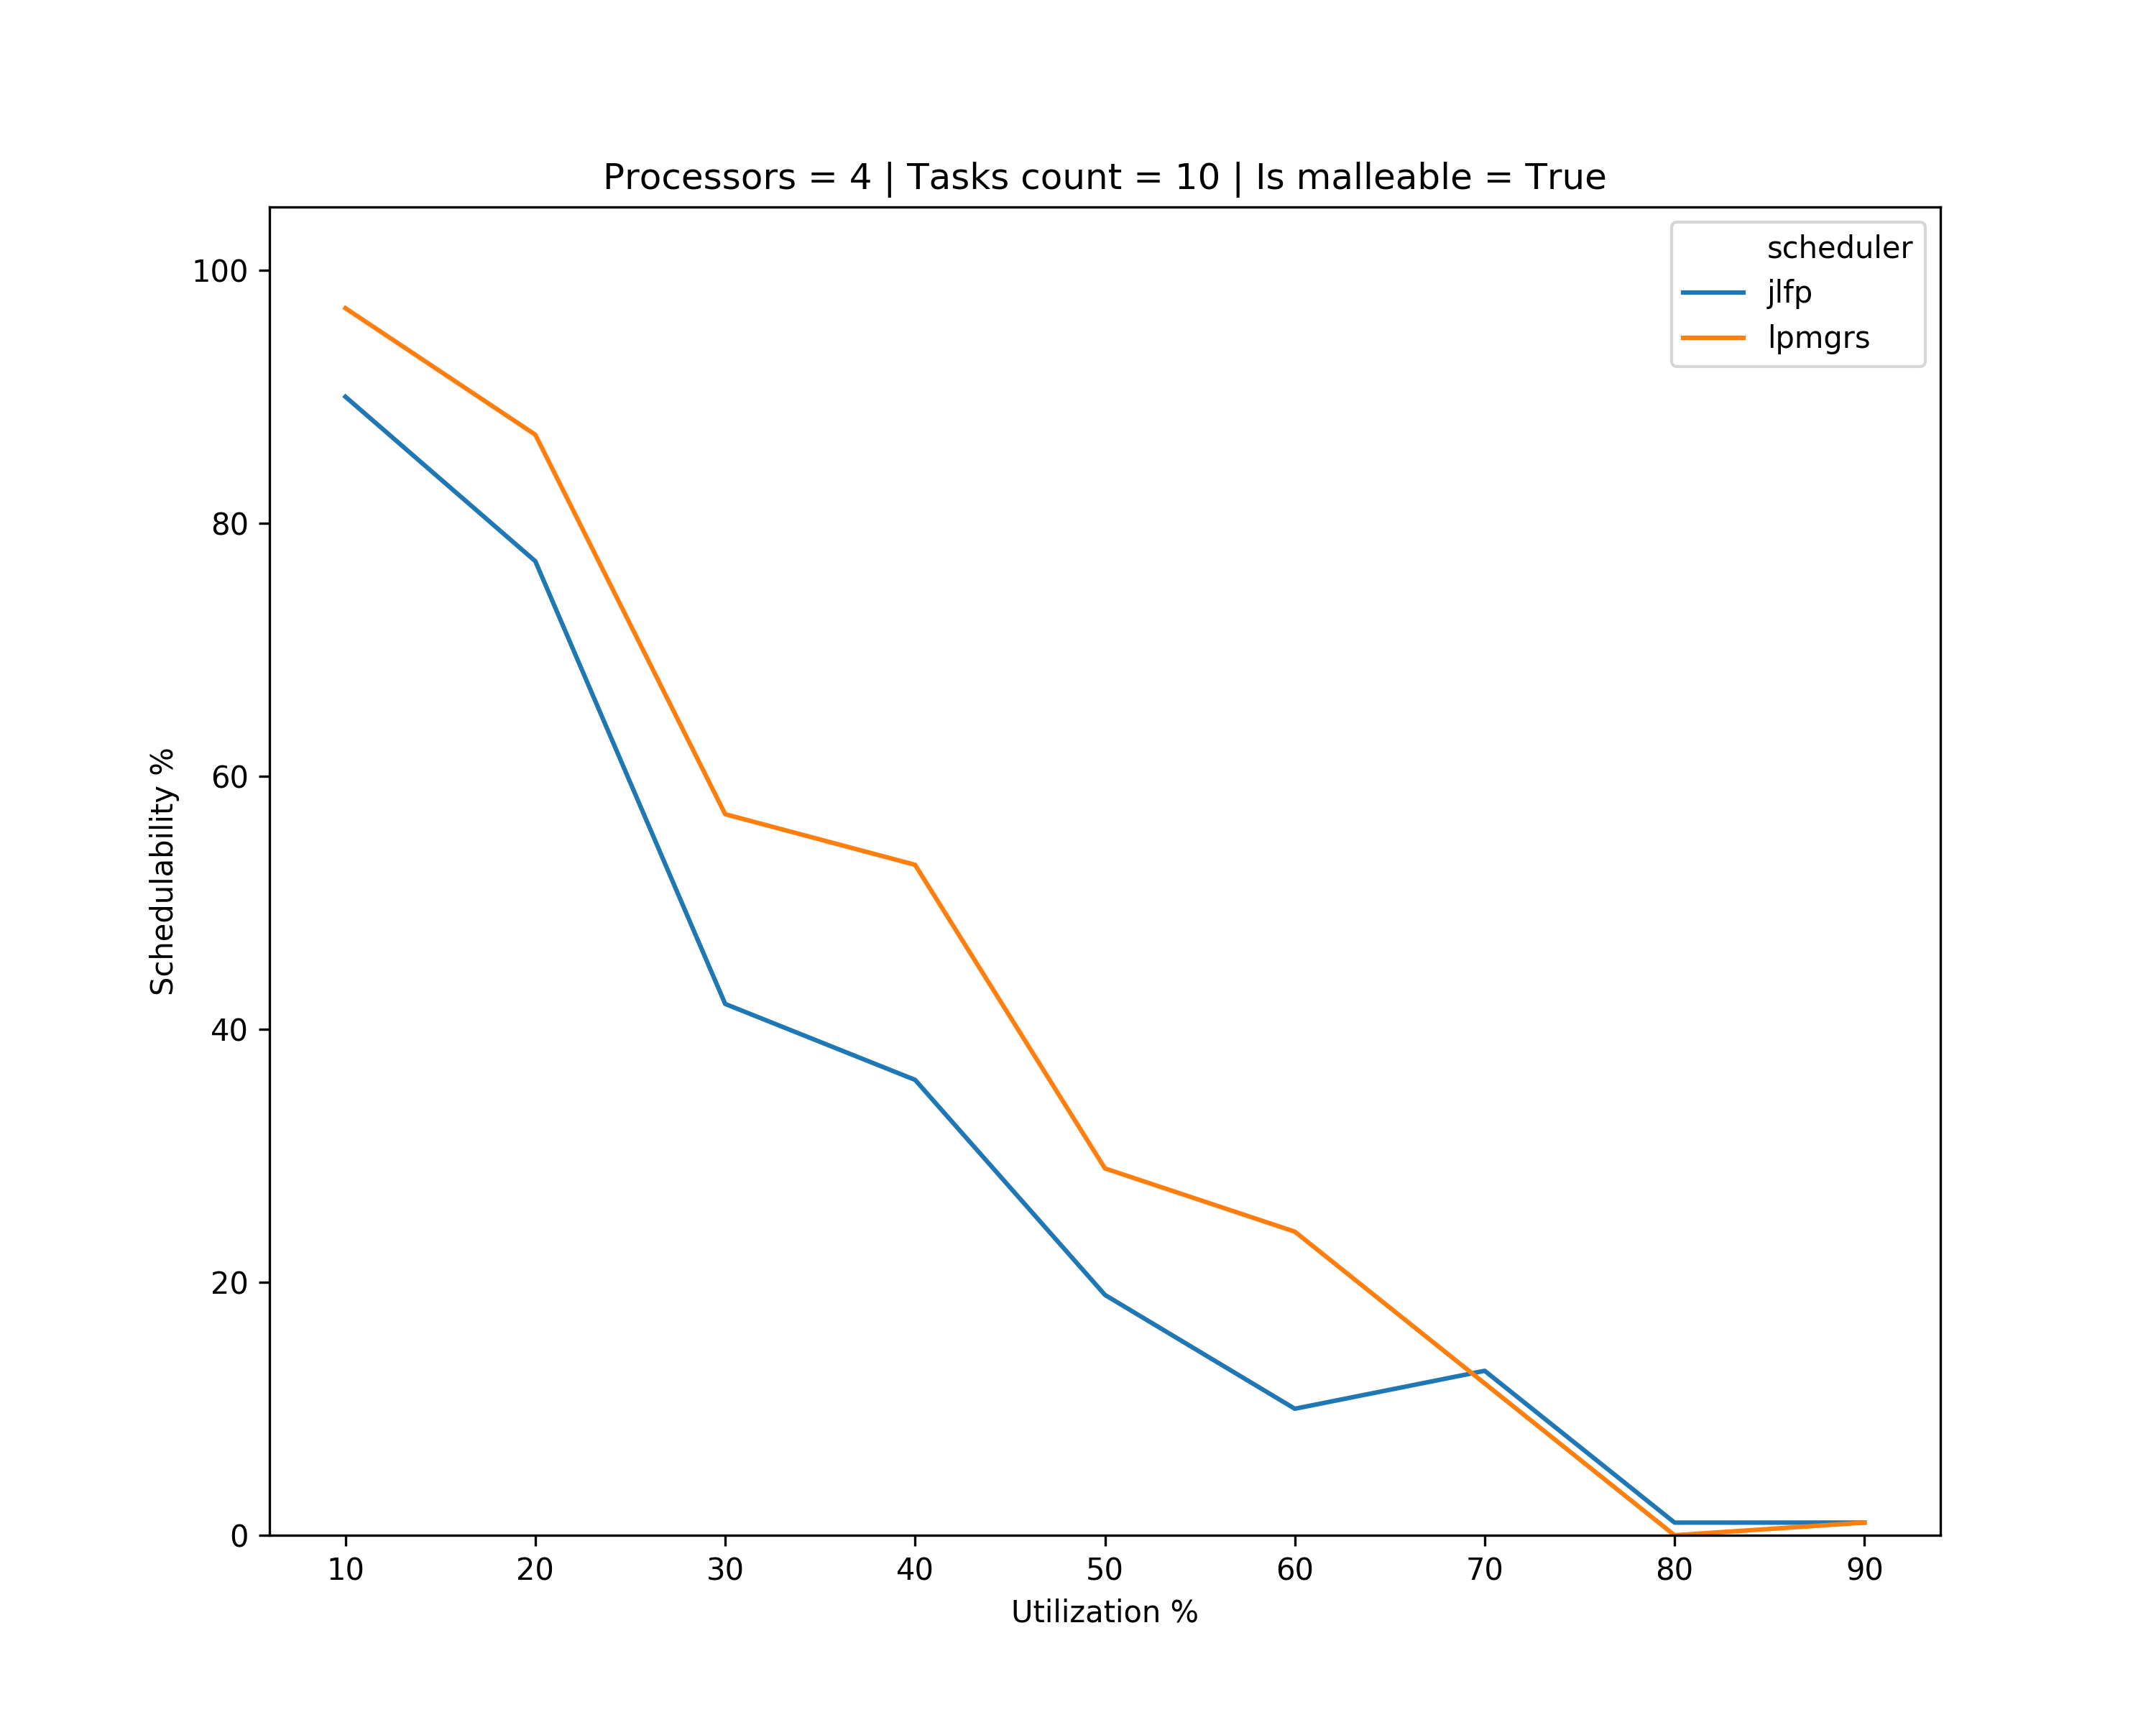 Processors = 4 | Tasks count = 10 | Is malleable = True
scheduler
jlfp
lpmgrs
Schedulability %
100
80
60
40
20
0
10 20 30 40 50 60 70 80 90
Utilization %